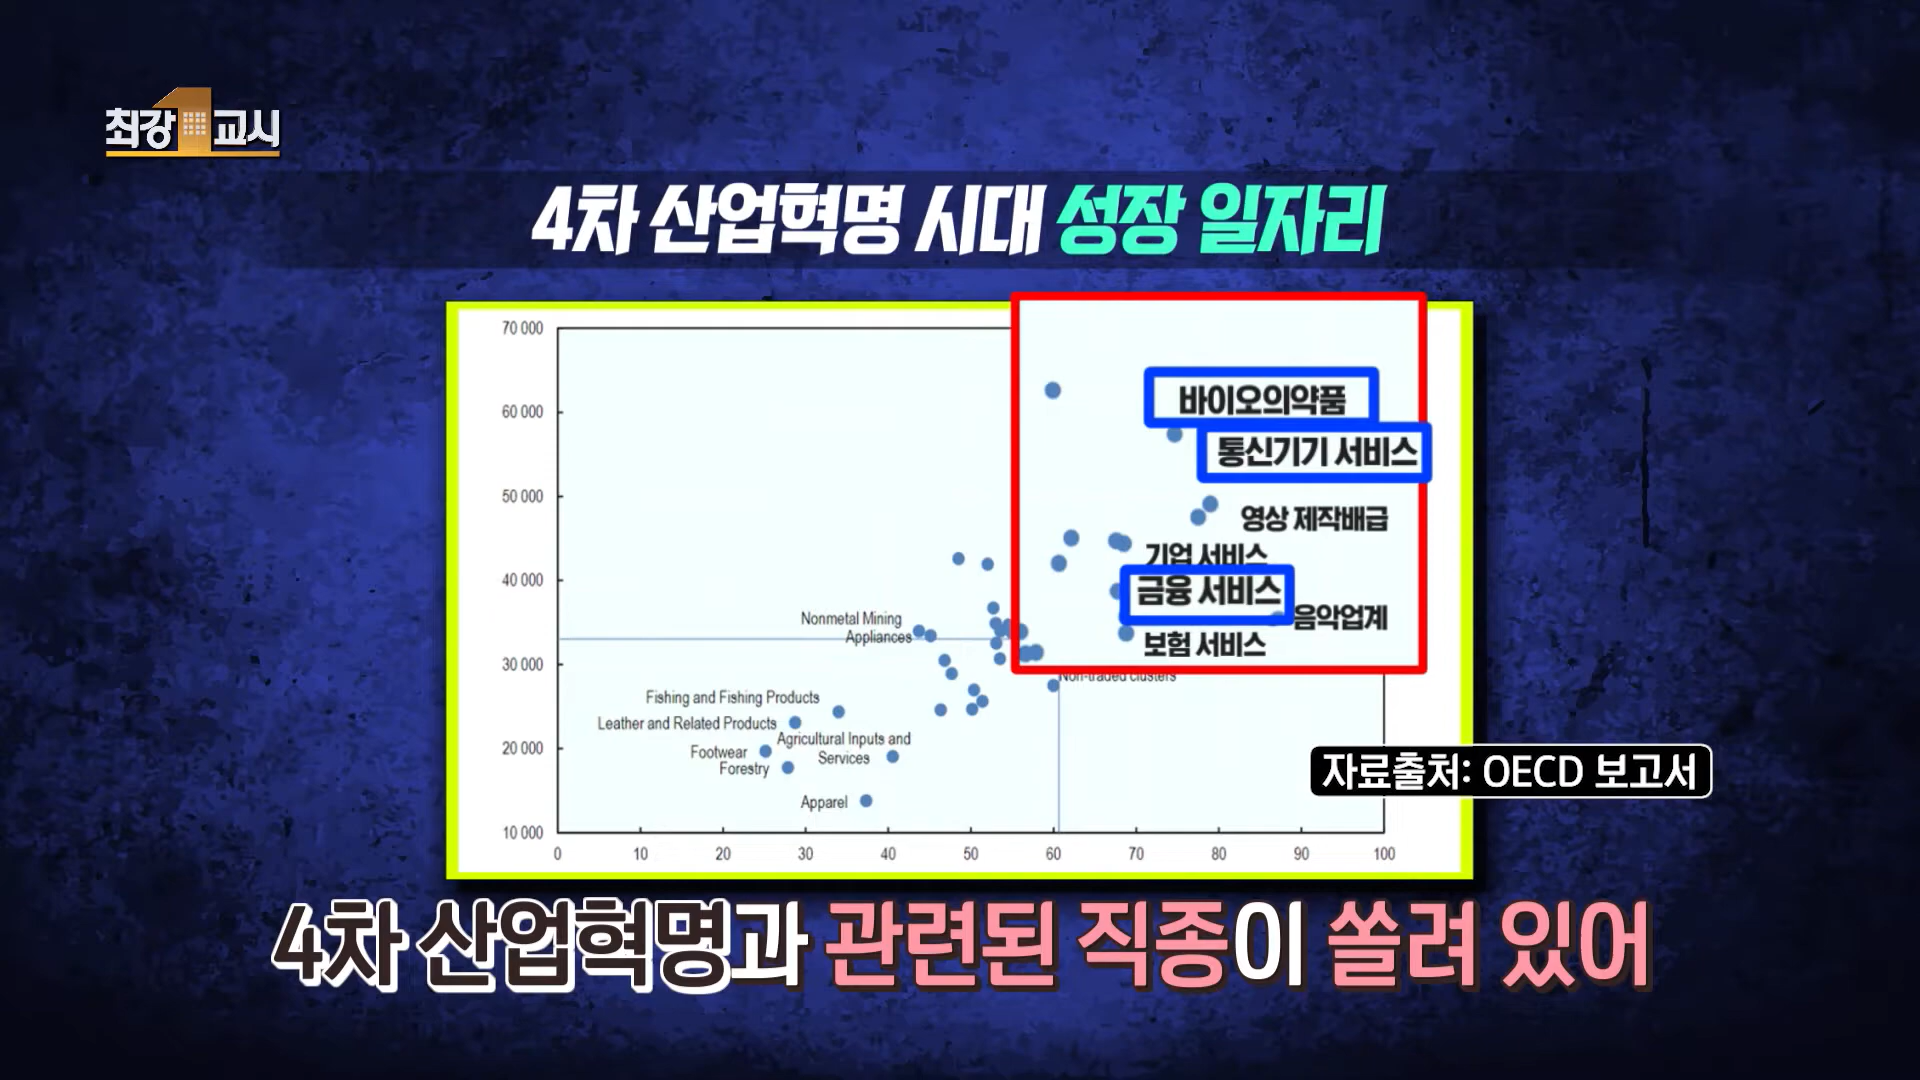 최강1교시
4차 산업혁명 시대 성장 일자리
70 000
60 000
50 000
40 000
30 000
20 000
10 000
바이오의약품
통신기기 서비스
영상 제작배급
기업 서비스
금융 서비스
음악업계
보험 서비스
Nonmetal Mining
Appliances
Non-traded clusters
Fishing and Fishing Products
Leather and Related Products
Agricultural Inputs and
Services
Footwear
Forestry
Apparel
0 10 20 30 40 50 60 70 80 90 100
자료출처: OECD 보고서
4차 산업혁명과 관련된 직종이 쏠려 있어